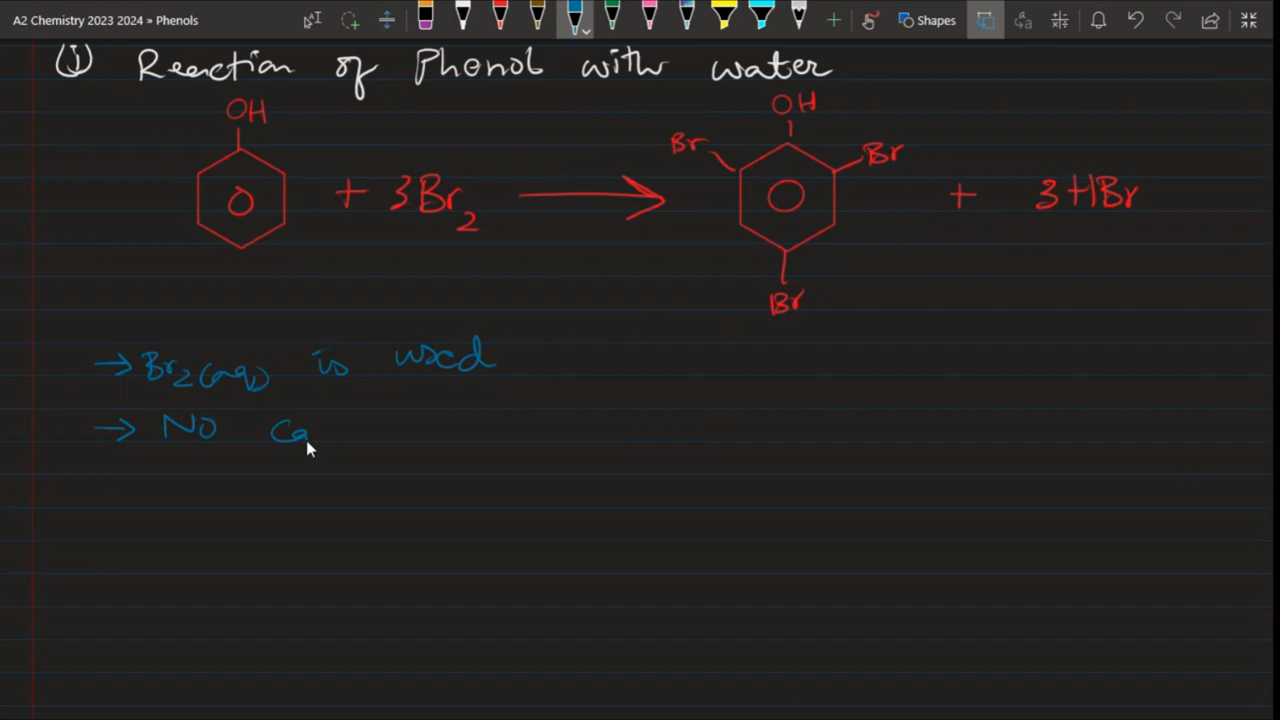 A2 Chemistry 2023 2024 » Phenols
Shapes
(i) Reaction of Phenol with water
OH OH
Br Br
+ 3Br2 + 3HBr
Br
→ Br2(aq) is used
→ No Ca